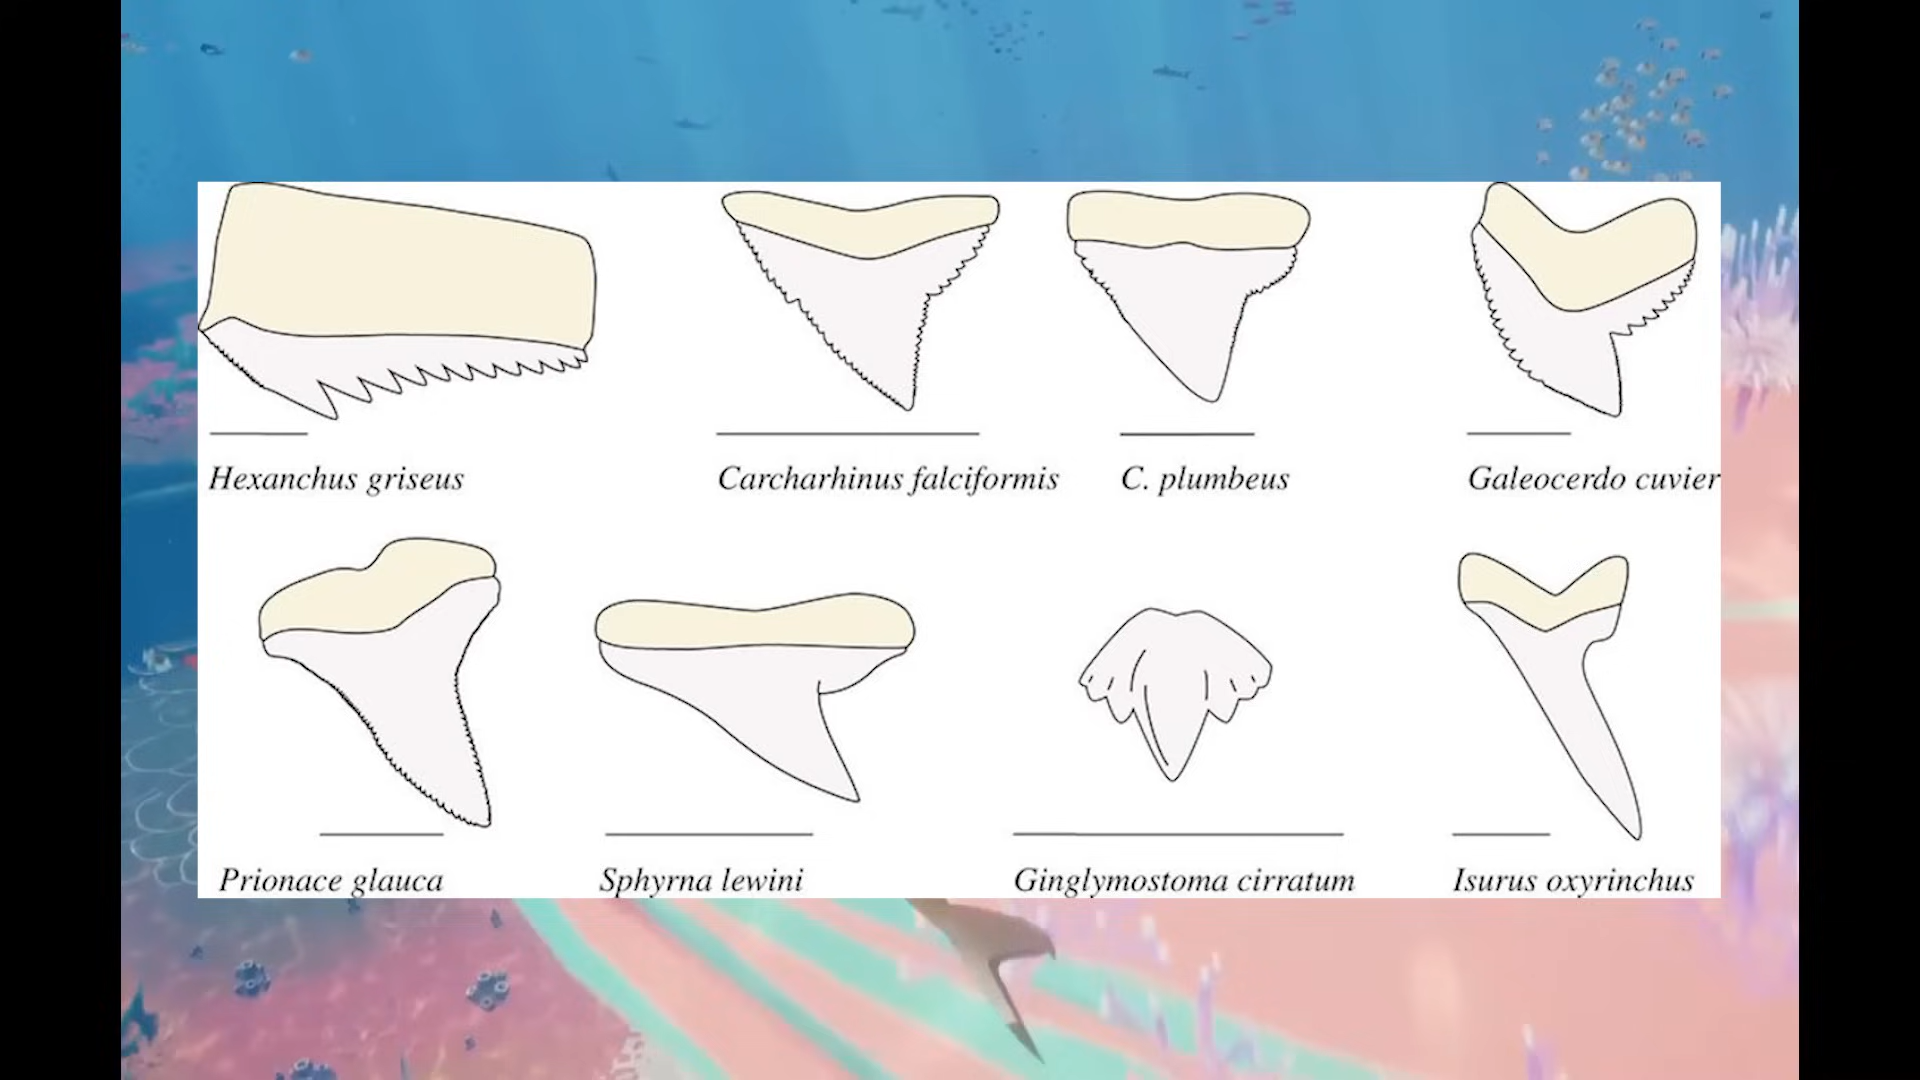 Hexanchus griseus
Carcharhinus falciformis
C. plumbeus
Galeocerdo cuvier
Prionace glauca
Sphyrna lewini
Ginglymostoma cirratum
Isurus oxyrinchus